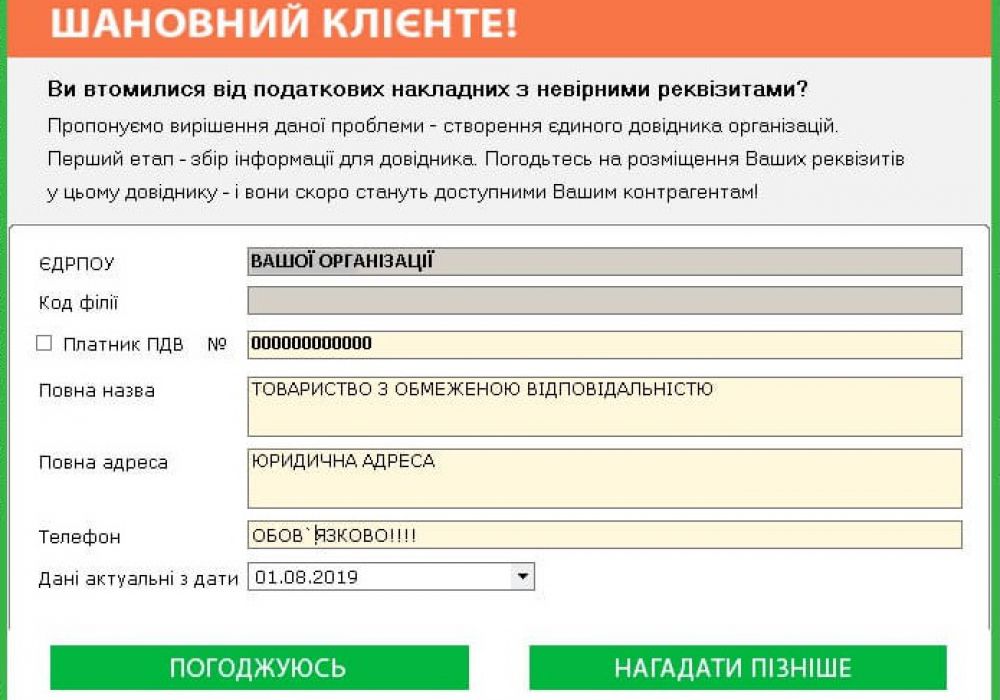 ШАНОВНИЙ КЛІЄНТЕ!
Ви втомилися від податкових накладних з невірними реквізитами?
Пропонуємо вирішення даної проблеми - створення єдиного довідника організацій.
Перший етап - збір інформації для довідника. Погодьтесь на розміщення Ваших реквізитів
у цьому довіднику - і вони скоро стануть доступними Вашим контрагентам!
ЄДРПОУ ВАШОЇ ОРГАНІЗАЦІЇ
Код філії
Платник ПДВ № 000000000000
Повна назва ТОВАРИСТВО З ОБМЕЖЕНОЮ ВІДПОВІДАЛЬНІСТЮ
Повна адреса ЮРИДИЧНА АДРЕСА
Телефон ОБОВ`ЯЗКОВО!!!!
Дані актуальні з дати 01.08.2019
ПОГОДЖУЮСЬ НАГАДАТИ ПІЗНІШЕ